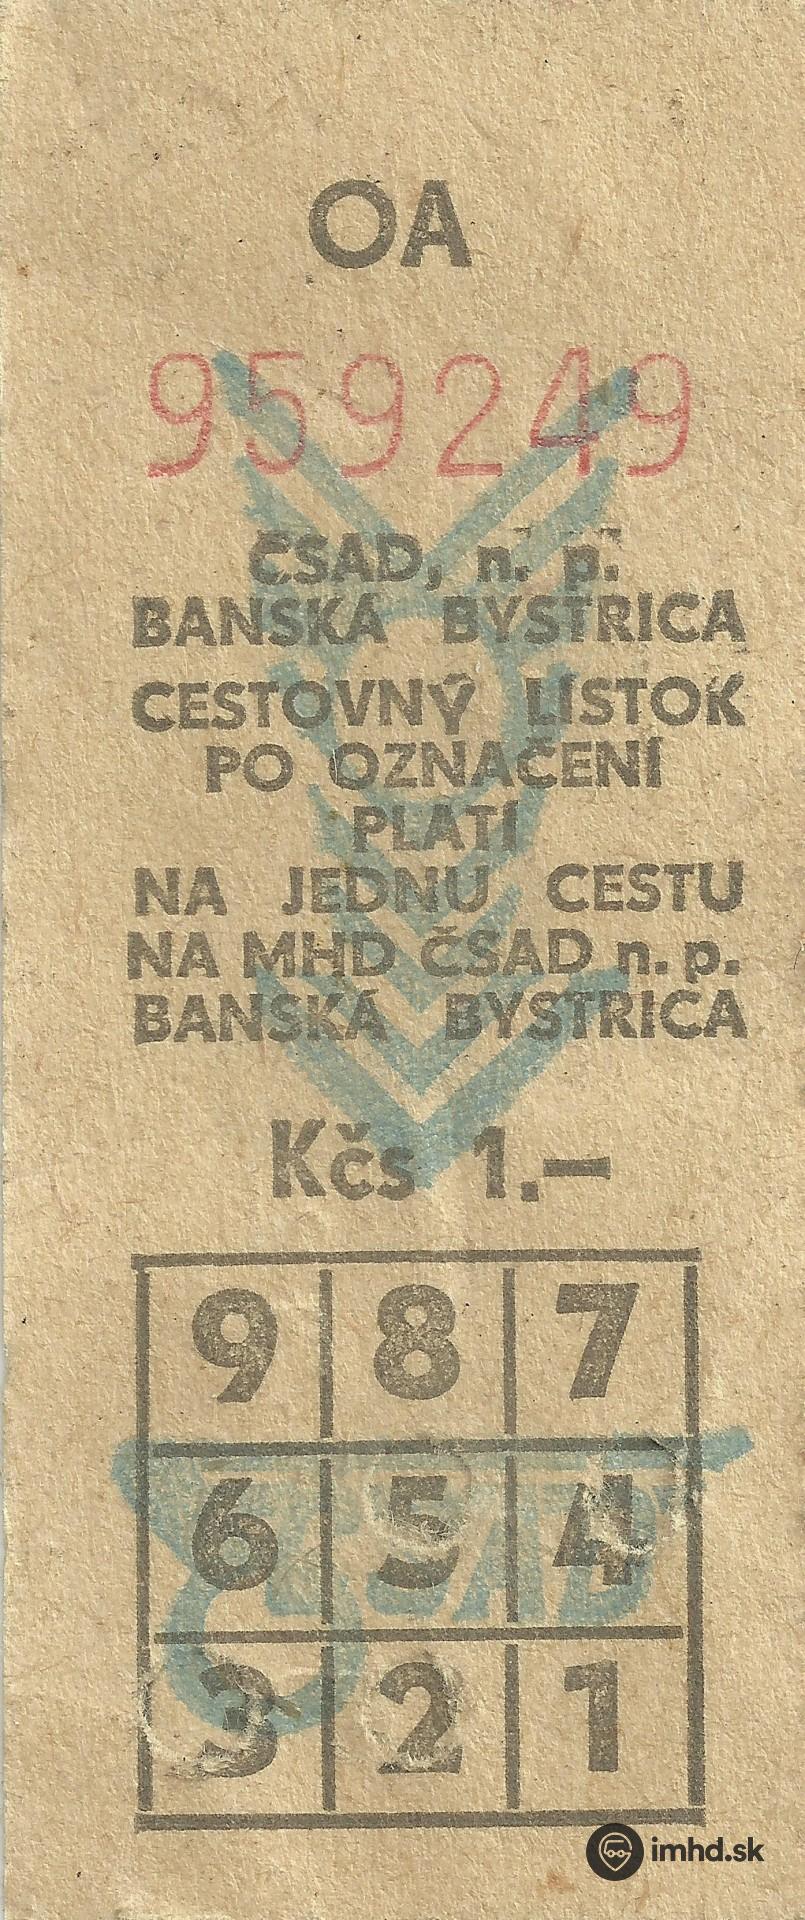 OA
959249
ČSAD, n. p.
BANSKÁ BYSTRICA
CESTOVNÝ LÍSTOK
PO OZNAČENÍ
PLATÍ
NA JEDNU CESTU
NA MHD ČSAD n. p.
BANSKÁ BYSTRICA
Kčs 1.—
9 8 7
6 5 4
ČSAD
3 2 1
imhd.sk